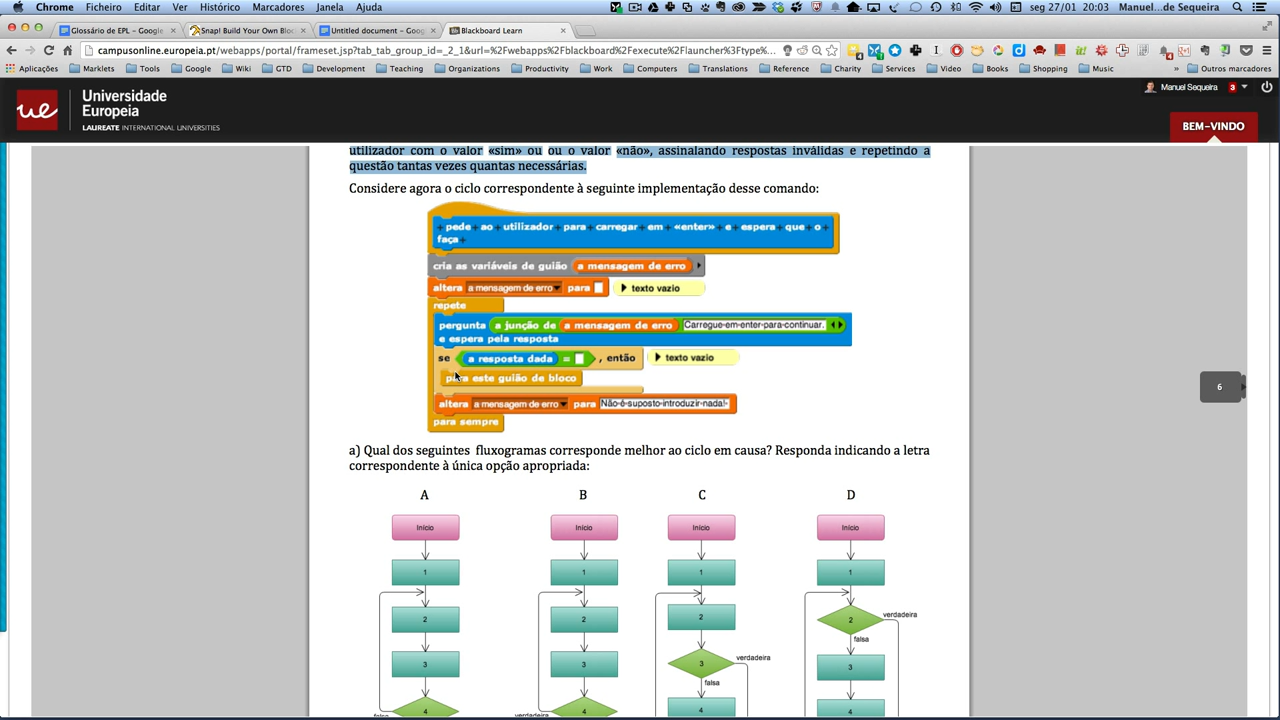 Chrome Ficheiro Editar Ver Histórico Marcadores Janela Ajuda seg 27/01 20:03 Manuel...de Sequeira
Glossário de EPL – Google
Snap! Build Your Own Bloc
Untitled document – Goog
Blackboard Learn
campusonline.europeia.pt/webapps/portal/frameset.jsp?tab_tab_group_id=_2_1&url=%2Fwebapps%2Fblackboard%2Fexecute%2Flauncher%3Ftype%...
Aplicações Marklets Tools Google Wiki GTD Development Teaching Organizations Productivity Work Computers Translations Reference Charity Services Video Books Shopping Music » Outros marcadores
ue
Universidade
Europeia
LAUREATE INTERNATIONAL UNIVERSITIES
Manuel Sequeira 3
BEM-VINDO
utilizador com o valor «sim» ou ou o valor «não», assinalando respostas inválidas e repetindo a
questão tantas vezes quantas necessárias.
Considere agora o ciclo correspondente à seguinte implementação desse comando:
+ pede + ao + utilizador + para + carregar + em + «enter» + e + espera + que + o +
faça +
cria as variáveis de guião a mensagem de erro
altera a mensagem de erro para
texto vazio
repete
pergunta a junção de a mensagem de erro Carregue-em-enter-para-continuar.
e espera pela resposta
se a resposta dada = , então
texto vazio
para este guião de bloco
altera a mensagem de erro para Não-é-suposto-introduzir-nada!-
para sempre
6
a) Qual dos seguintes fluxogramas corresponde melhor ao ciclo em causa? Responda indicando a letra
correspondente à única opção apropriada:
A B C D
Início Início Início Início
1 1 1 1
2 2 2 2
verdadeira
falsa
3 3 3 3
verdadeira
falsa
4 4 4 4
falsa
verdadeira